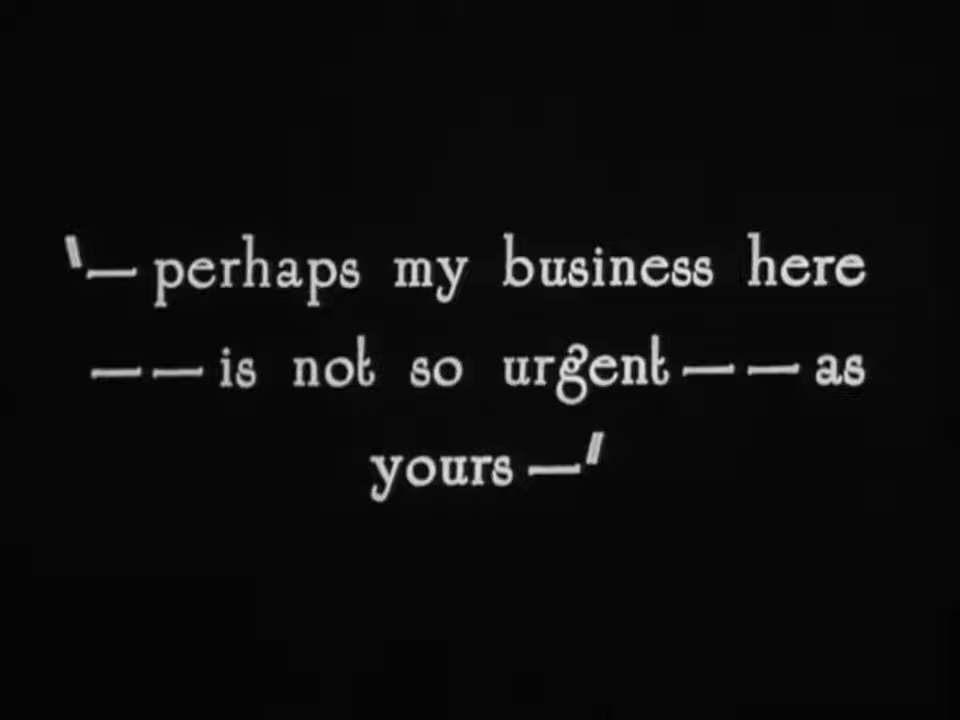 "— perhaps my business here
— — is not so urgent — — as
yours —"